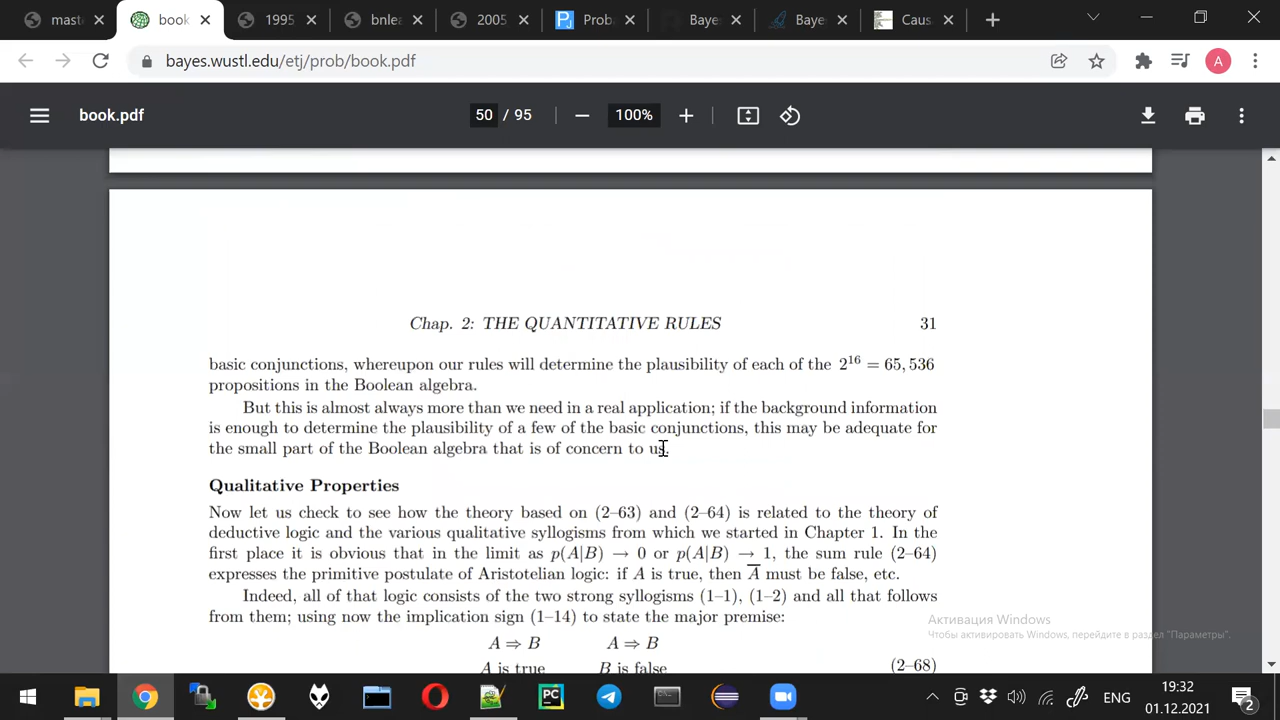 mast
book
1995
bnlea
2005
Prob
Baye
Baye
Caus
bayes.wustl.edu/etj/prob/book.pdf
A
book.pdf
50 / 95
100%
Chap. 2: THE QUANTITATIVE RULES 31
basic conjunctions, whereupon our rules will determine the plausibility of each of the 2^16 = 65,536
propositions in the Boolean algebra.
But this is almost always more than we need in a real application; if the background information
is enough to determine the plausibility of a few of the basic conjunctions, this may be adequate for
the small part of the Boolean algebra that is of concern to us.
Qualitative Properties
Now let us check to see how the theory based on (2–63) and (2–64) is related to the theory of
deductive logic and the various qualitative syllogisms from which we started in Chapter 1. In the
first place it is obvious that in the limit as p(A|B) → 0 or p(A|B) → 1, the sum rule (2–64)
expresses the primitive postulate of Aristotelian logic: if A is true, then A̅ must be false, etc.
Indeed, all of that logic consists of the two strong syllogisms (1–1), (1–2) and all that follows
from them; using now the implication sign (1–14) to state the major premise:
A ⇒ B A ⇒ B
A is true B is false (2–68)
Активация Windows
Чтобы активировать Windows, перейдите в раздел "Параметры".
PC
ENG
19:32
01.12.2021
2